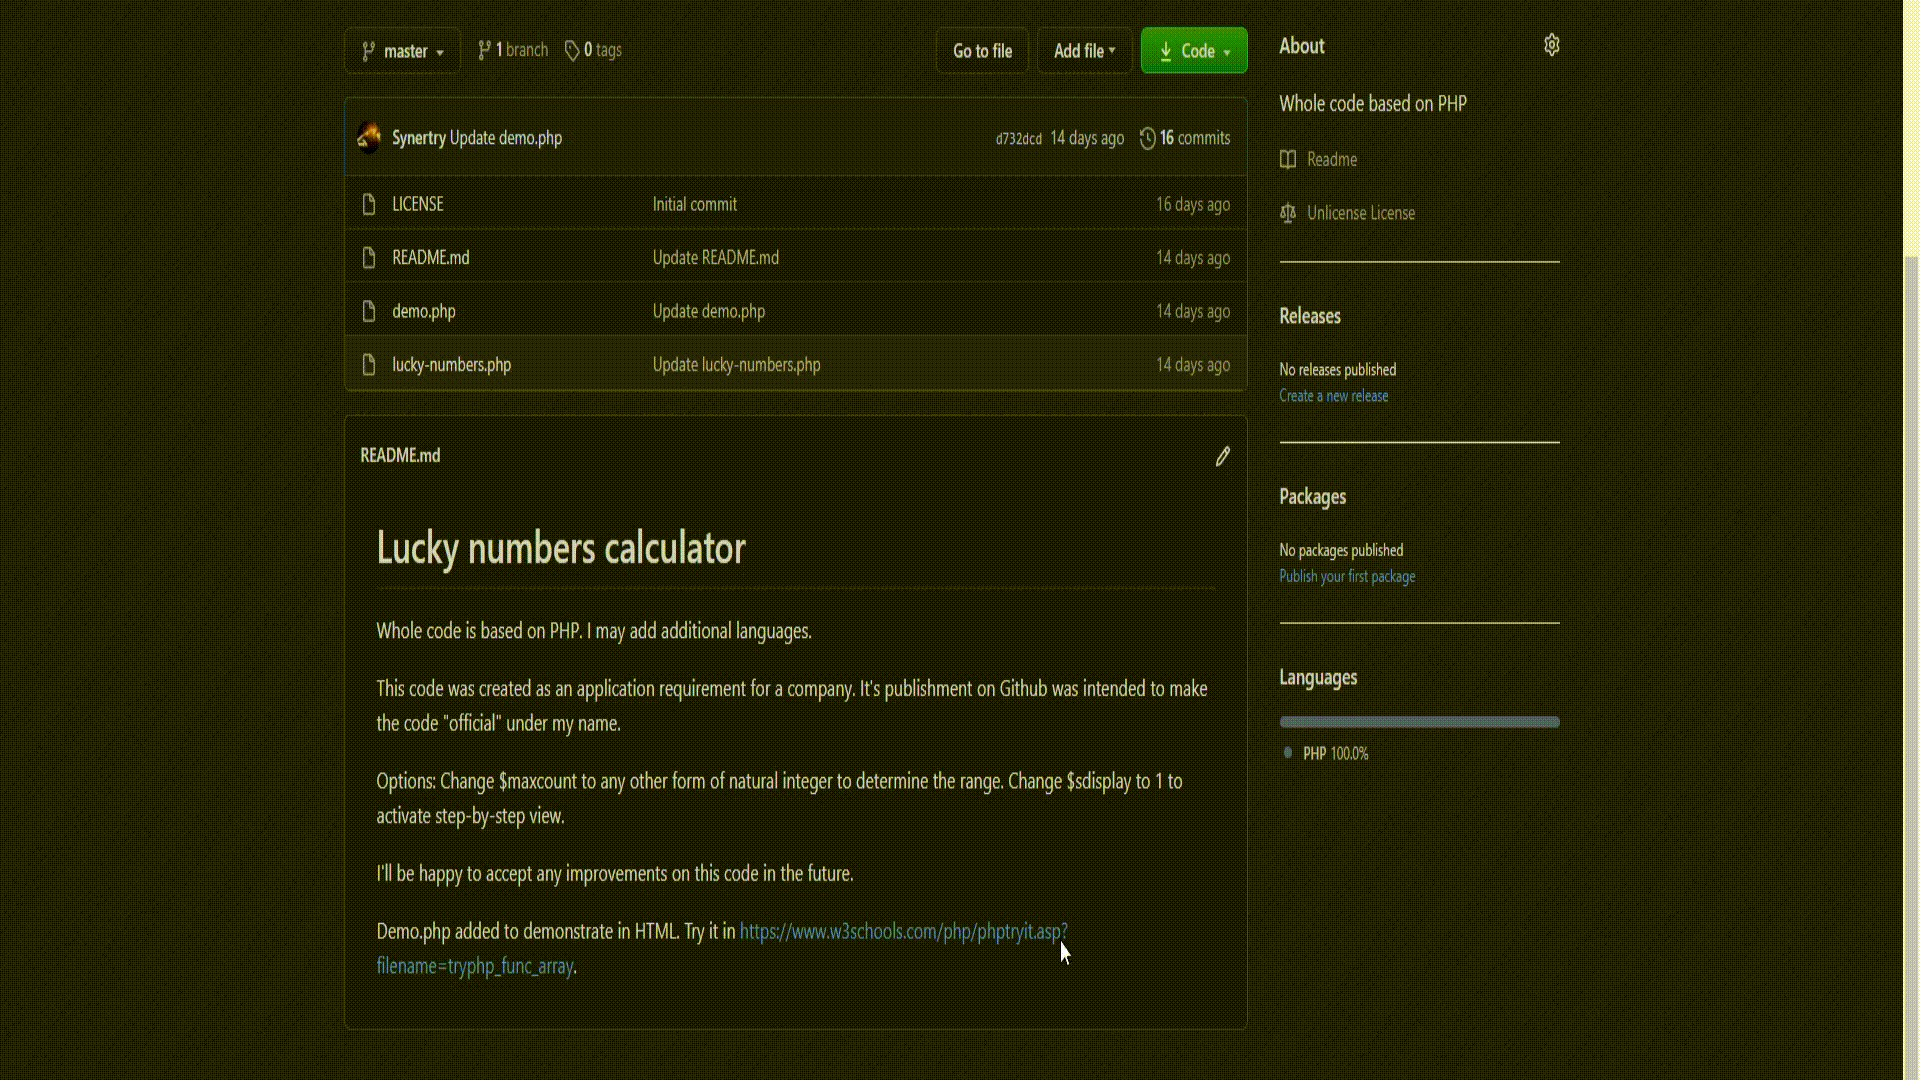 master 1 branch 0 tags Go to file Add file Code
Synertry Update demo.php d732dcd 14 days ago 16 commits
LICENSE Initial commit 16 days ago
README.md Update README.md 14 days ago
demo.php Update demo.php 14 days ago
lucky-numbers.php Update lucky-numbers.php 14 days ago
README.md
Lucky numbers calculator
Whole code is based on PHP. I may add additional languages.
This code was created as an application requirement for a company. It's publishment on Github was intended to make
the code "official" under my name.
Options: Change $maxcount to any other form of natural integer to determine the range. Change $sdisplay to 1 to
activate step-by-step view.
I'll be happy to accept any improvements on this code in the future.
Demo.php added to demonstrate in HTML. Try it in https://www.w3schools.com/php/phptryit.asp?
filename=tryphp_func_array.
About
Whole code based on PHP
Readme
Unlicense License
Releases
No releases published
Create a new release
Packages
No packages published
Publish your first package
Languages
PHP 100.0%